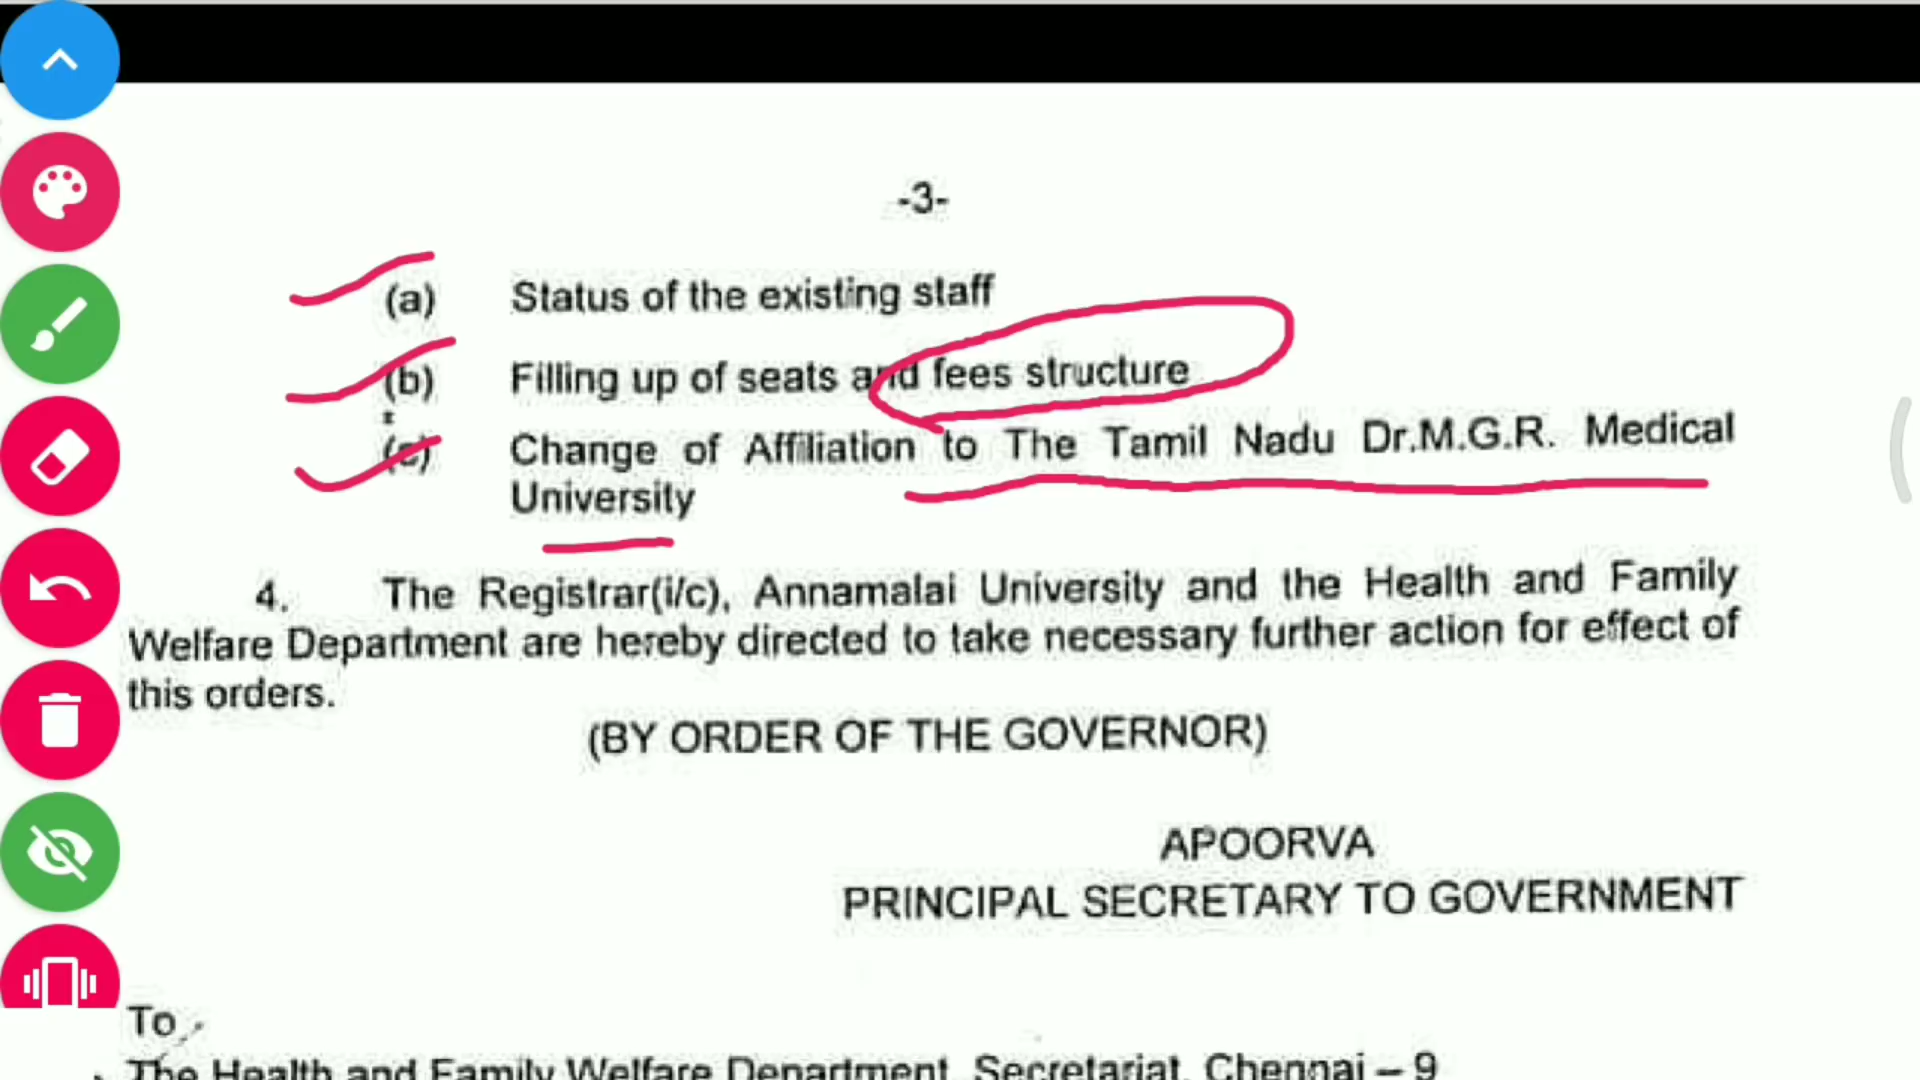 -3-
(a) Status of the existing staff
(b) Filling up of seats and fees structure
(c) Change of Affiliation to The Tamil Nadu Dr.M.G.R. Medical
University
4. The Registrar(i/c), Annamalai University and the Health and Family
Welfare Department are hereby directed to take necessary further action for effect of
this orders.
(BY ORDER OF THE GOVERNOR)
APOORVA
PRINCIPAL SECRETARY TO GOVERNMENT
To
The Health and Family Welfare Department, Secretariat, Chennai – 9